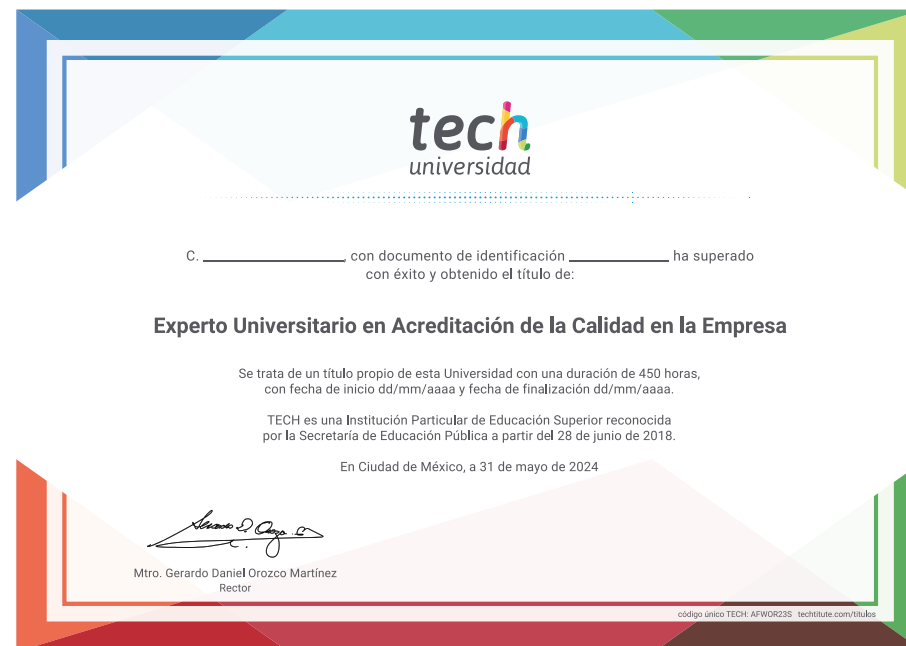 tech
universidad
C. ____________, con documento de identificación ____________ ha superado
con éxito y obtenido el título de:
Experto Universitario en Acreditación de la Calidad en la Empresa
Se trata de un título propio de esta Universidad con una duración de 450 horas,
con fecha de inicio dd/mm/aaaa y fecha de finalización dd/mm/aaaa.
TECH es una Institución Particular de Educación Superior reconocida
por la Secretaría de Educación Pública a partir del 28 de junio de 2018.
En Ciudad de México, a 31 de mayo de 2024
Mtro. Gerardo Daniel Orozco Martínez
Rector
código único TECH: AFWOR23S techtitute.com/titulos